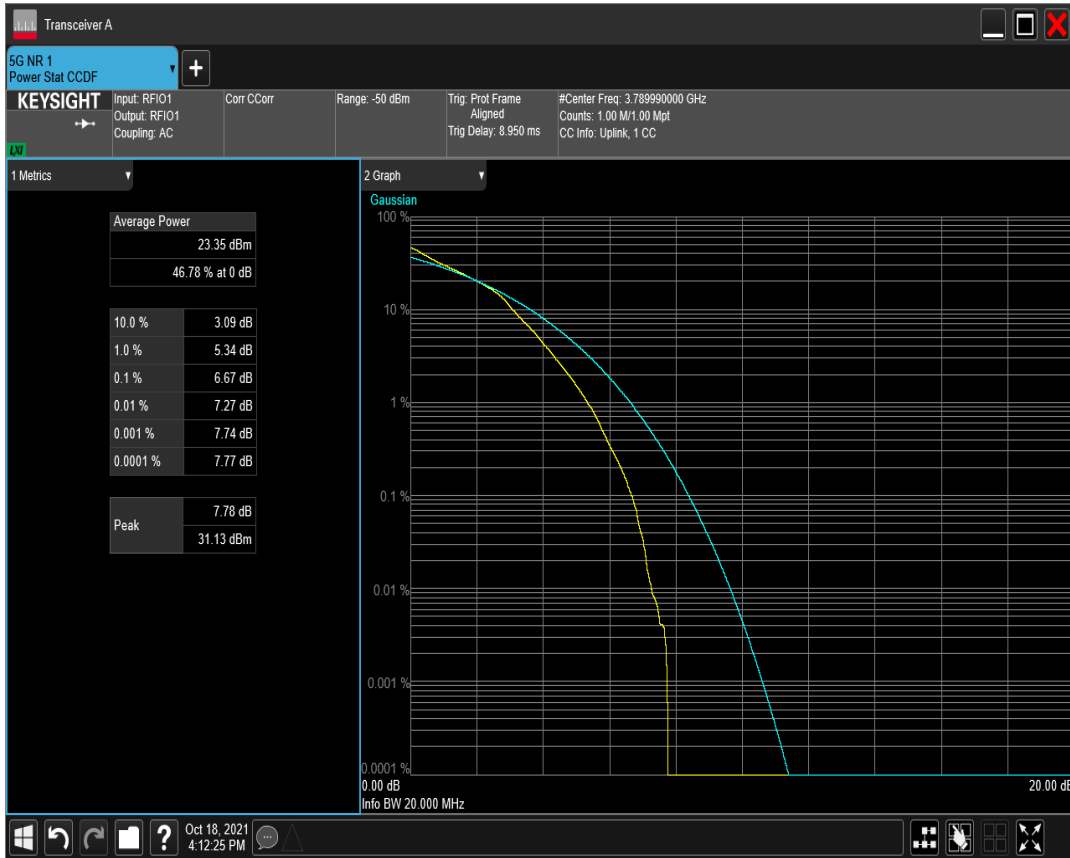 Transceiver A
5G NR 1
Power Stat CCDF
KEYSIGHT
LXI
Input: RFIO1
Output: RFIO1
Coupling: AC
Corr CCorr
Range: -50 dBm
Trig: Prot Frame
Aligned
Trig Delay: 8.950 ms
#Center Freq: 3.789990000 GHz
Counts: 1.00 M/1.00 Mpt
CC Info: Uplink, 1 CC
1 Metrics
Average Power
23.35 dBm
46.78 % at 0 dB
10.0 % 3.09 dB
1.0 % 5.34 dB
0.1 % 6.67 dB
0.01 % 7.27 dB
0.001 % 7.74 dB
0.0001 % 7.77 dB
Peak
7.78 dB
31.13 dBm
2 Graph
Gaussian
100 %
10 %
1 %
0.1 %
0.01 %
0.001 %
0.0001 %
0.00 dB 20.00 dB
Info BW 20.000 MHz
?
Oct 18, 2021
4:12:25 PM